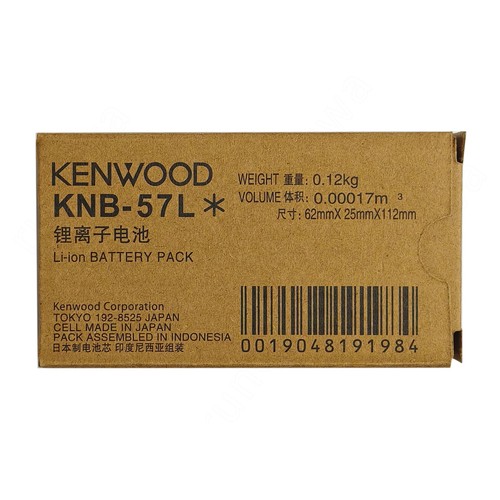 KENWOOD
KNB-57L*
锂离子电池
Li-ion BATTERY PACK
WEIGHT 重量: 0.12kg
VOLUME 体积: 0.00017m³
尺寸: 62mmX 25mmX112mm
Kenwood Corporation
TOKYO 192-8525 JAPAN
CELL MADE IN JAPAN
PACK ASSEMBLED IN INDONESIA
日本制电池芯 印度尼西亚组装
0019048191984